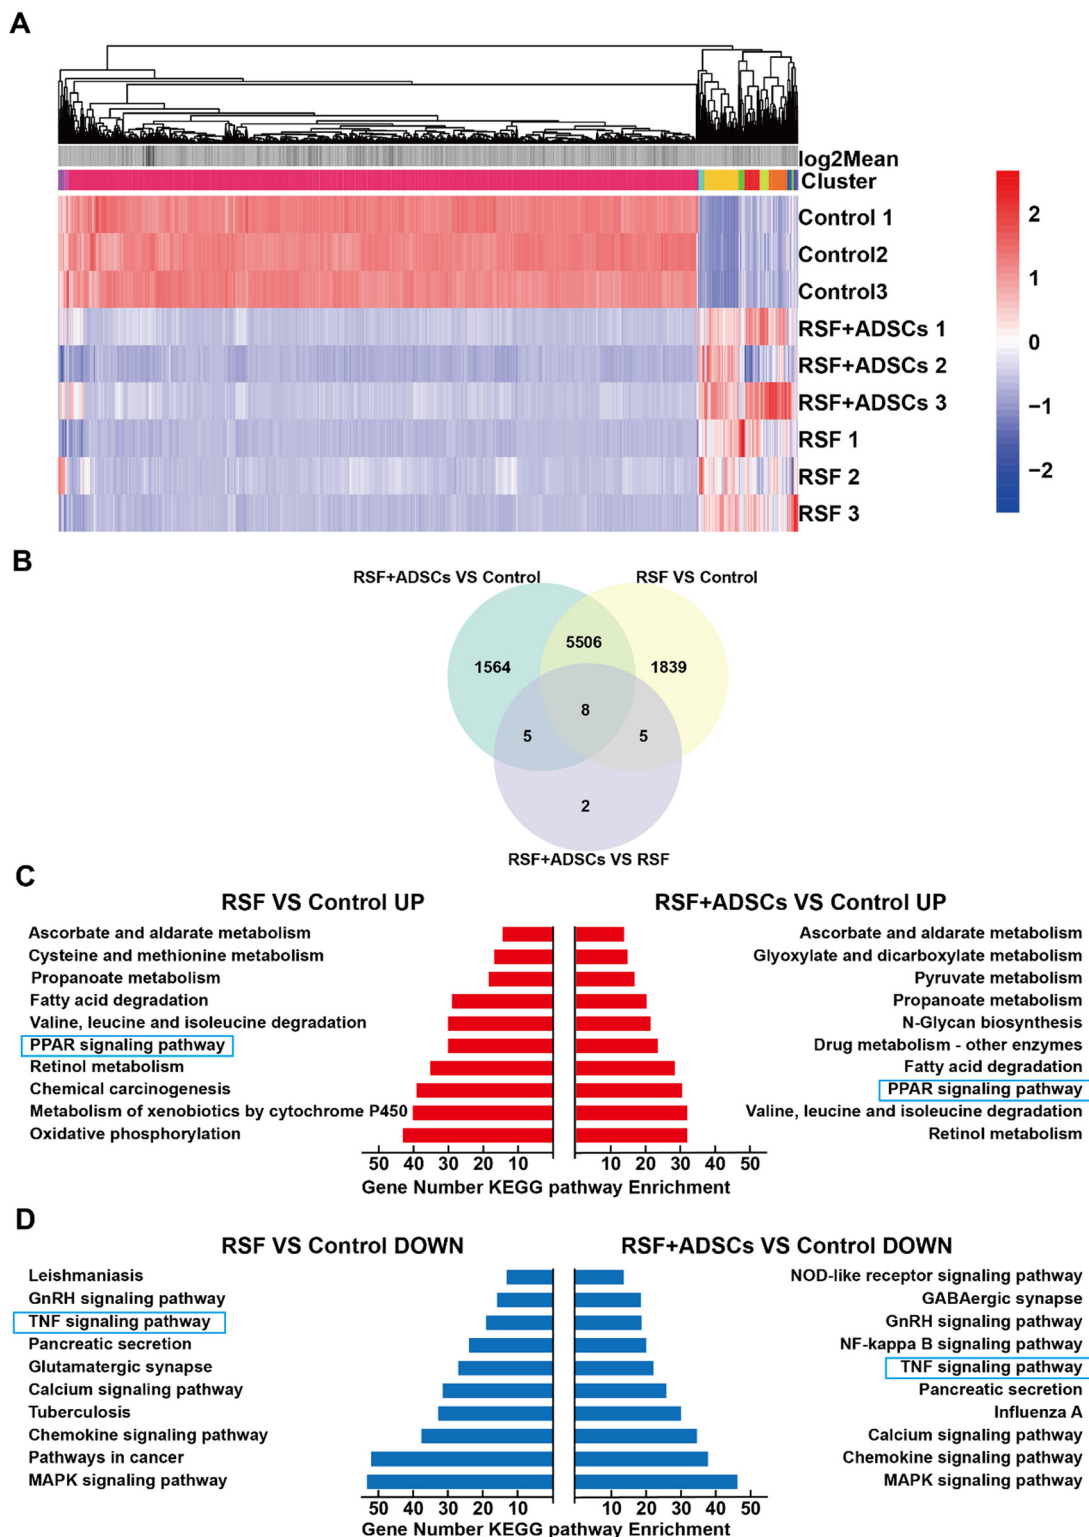 A
log2Mean
Cluster
Control 1
Control2
Control3
RSF+ADSCs 1
RSF+ADSCs 2
RSF+ADSCs 3
RSF 1
RSF 2
RSF 3
2
1
0
−1
−2
B
RSF+ADSCs VS Control
RSF VS Control
5506
1564
1839
8
5
5
2
RSF+ADSCs VS RSF
C
RSF VS Control UP
Ascorbate and aldarate metabolism
Cysteine and methionine metabolism
Propanoate metabolism
Fatty acid degradation
Valine, leucine and isoleucine degradation
PPAR signaling pathway
Retinol metabolism
Chemical carcinogenesis
Metabolism of xenobiotics by cytochrome P450
Oxidative phosphorylation
50 40 30 20 10
RSF+ADSCs VS Control UP
Ascorbate and aldarate metabolism
Glyoxylate and dicarboxylate metabolism
Pyruvate metabolism
Propanoate metabolism
N-Glycan biosynthesis
Drug metabolism - other enzymes
Fatty acid degradation
PPAR signaling pathway
Valine, leucine and isoleucine degradation
Retinol metabolism
10 20 30 40 50
Gene Number KEGG pathway Enrichment
D
RSF VS Control DOWN
Leishmaniasis
GnRH signaling pathway
TNF signaling pathway
Pancreatic secretion
Glutamatergic synapse
Calcium signaling pathway
Tuberculosis
Chemokine signaling pathway
Pathways in cancer
MAPK signaling pathway
50 40 30 20 10
RSF+ADSCs VS Control DOWN
NOD-like receptor signaling pathway
GABAergic synapse
GnRH signaling pathway
NF-kappa B signaling pathway
TNF signaling pathway
Pancreatic secretion
Influenza A
Calcium signaling pathway
Chemokine signaling pathway
MAPK signaling pathway
10 20 30 40 50
Gene Number KEGG pathway Enrichment